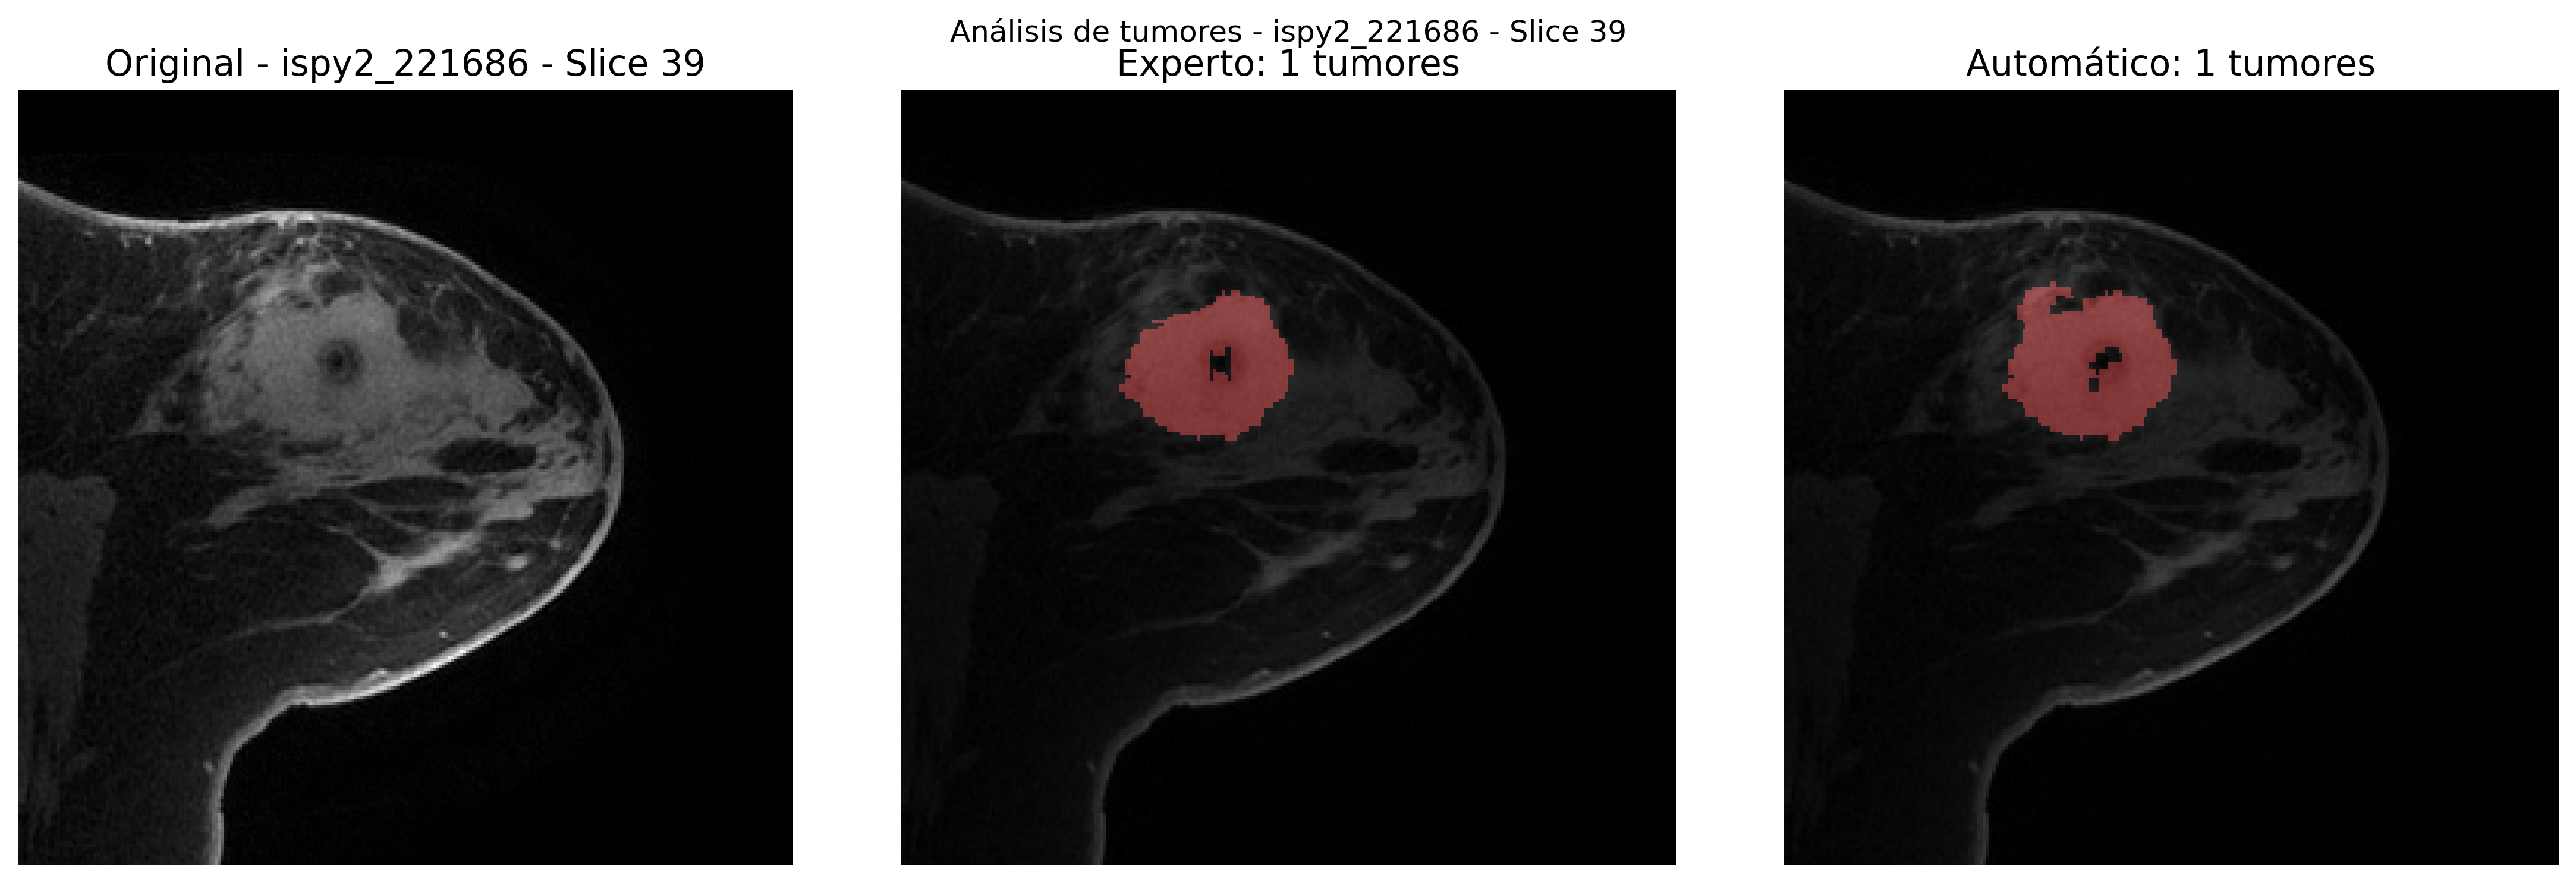 Análisis de tumores - ispy2_221686 - Slice 39
Original - ispy2_221686 - Slice 39
Experto: 1 tumores
Automático: 1 tumores